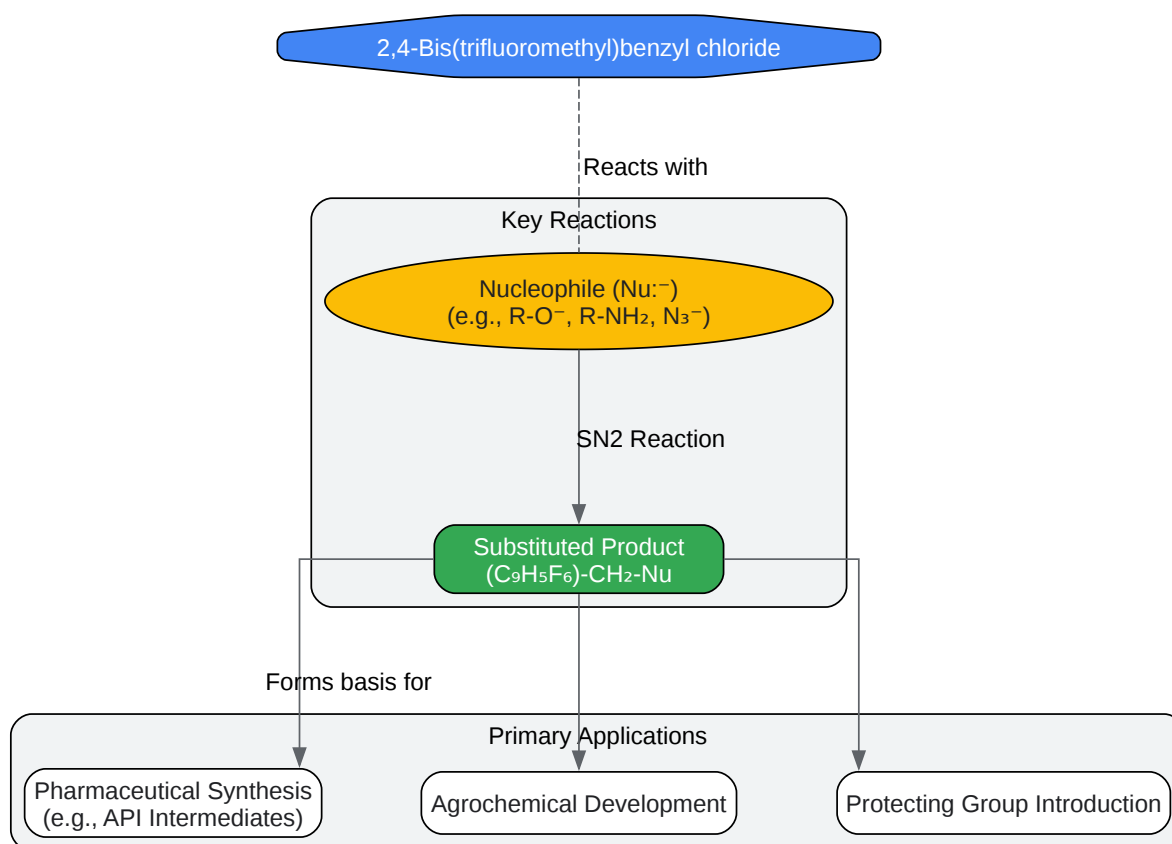 2,4-Bis(trifluoromethyl)benzyl chloride
Reacts with
Key Reactions
Nucleophile (Nu:⁻)
(e.g., R-O⁻, R-NH₂, N₃⁻)
SN2 Reaction
Substituted Product
(C₉H₅F₆)-CH₂-Nu
Forms basis for
Primary Applications
Pharmaceutical Synthesis
(e.g., API Intermediates)
Agrochemical Development
Protecting Group Introduction